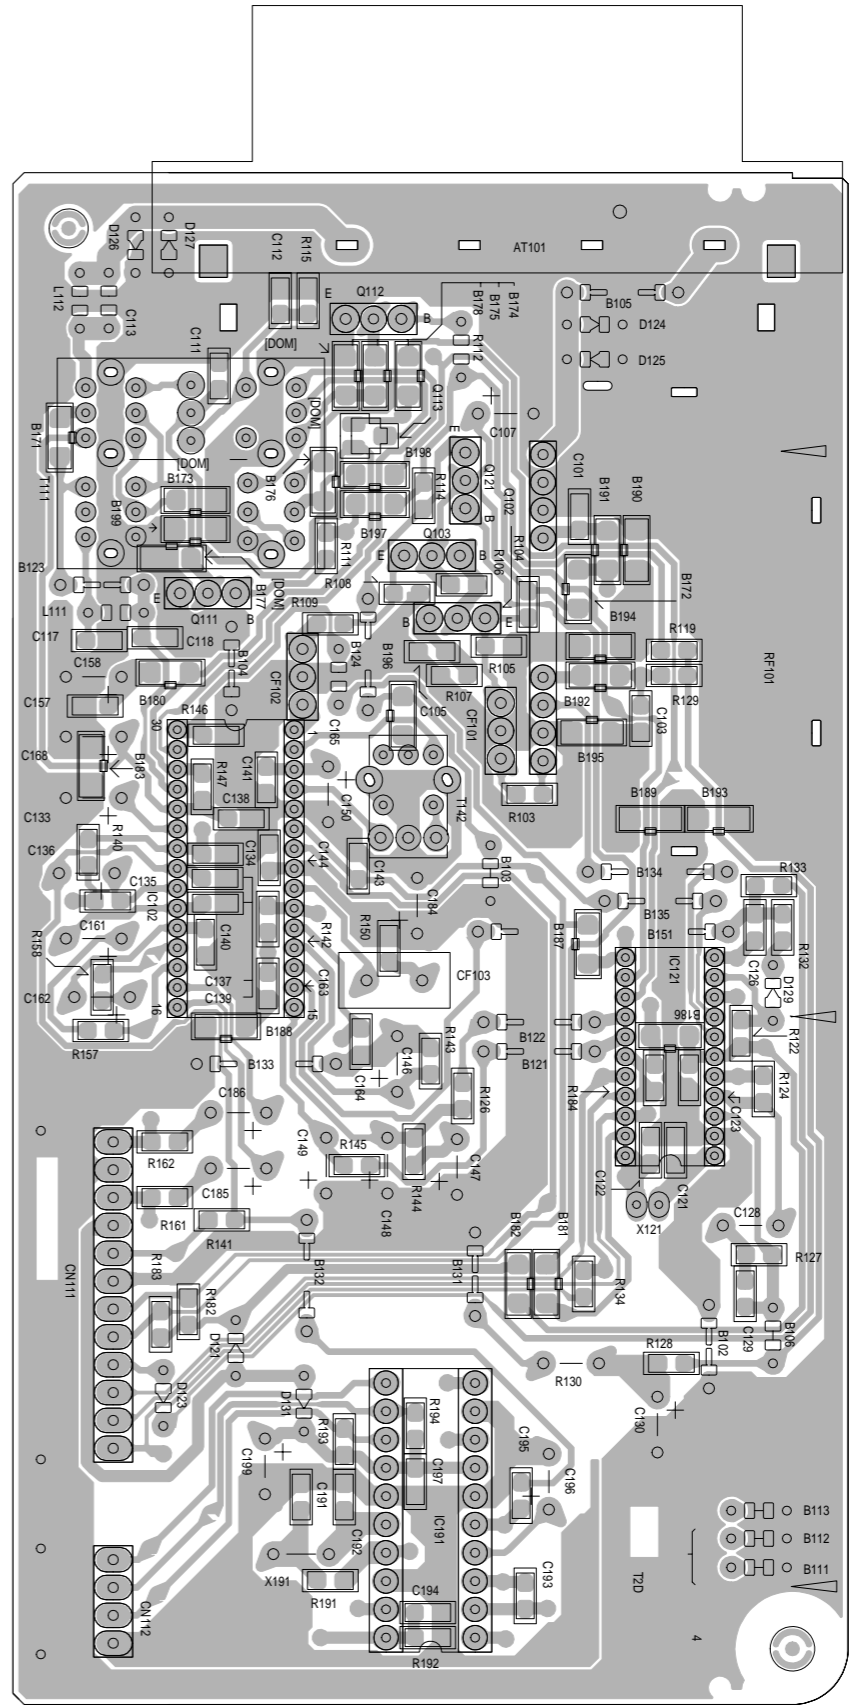 D126
D127
C112
R115
AT101
L112
C113
E
Q112
B
B178
B175
B174
B105
D124
D125
[DOM]
C111
R112
Q113
[DOM]
C107
B171
T111
[DOM]
B173
B176
B198
E
Q121
B
R114
Q102
C101
B191
B190
B199
B197
R111
E
Q103
B
R104
R106
B172
B123
R108
B177
[DOM]
E
Q111
B
L111
R109
B
E
B194
R119
C117
C118
C158
B104
B124
B196
R105
RF101
CF102
R107
B180
C157
C105
CF101
B192
R129
C103
30
R146
1
C165
B195
C168
B183
R147
C141
C150
T142
C138
R103
B189
B193
C133
R140
C136
C134
C144
C143
B103
B134
R133
C135
IC102
C184
B135
C161
R158
C140
R142
R150
B187
B151
IC121
C126
R132
D129
CF103
C137
C163
C162
C139
16
15
R157
B188
B186
R122
B122
B133
C164
C146
R143
B121
R126
R184
R124
C123
C186
C149
R145
R162
R144
C147
C122
C121
C185
C148
X121
C128
R161
R141
B182
B181
CN111
R183
R182
B132
B131
R134
R127
D121
C129
B106
B102
R128
D123
D131
R130
R193
R194
C130
C199
C195
C196
C191
C197
C192
IC191
B113
B112
B111
X191
R191
C193
T2D
CN112
C194
4
R192